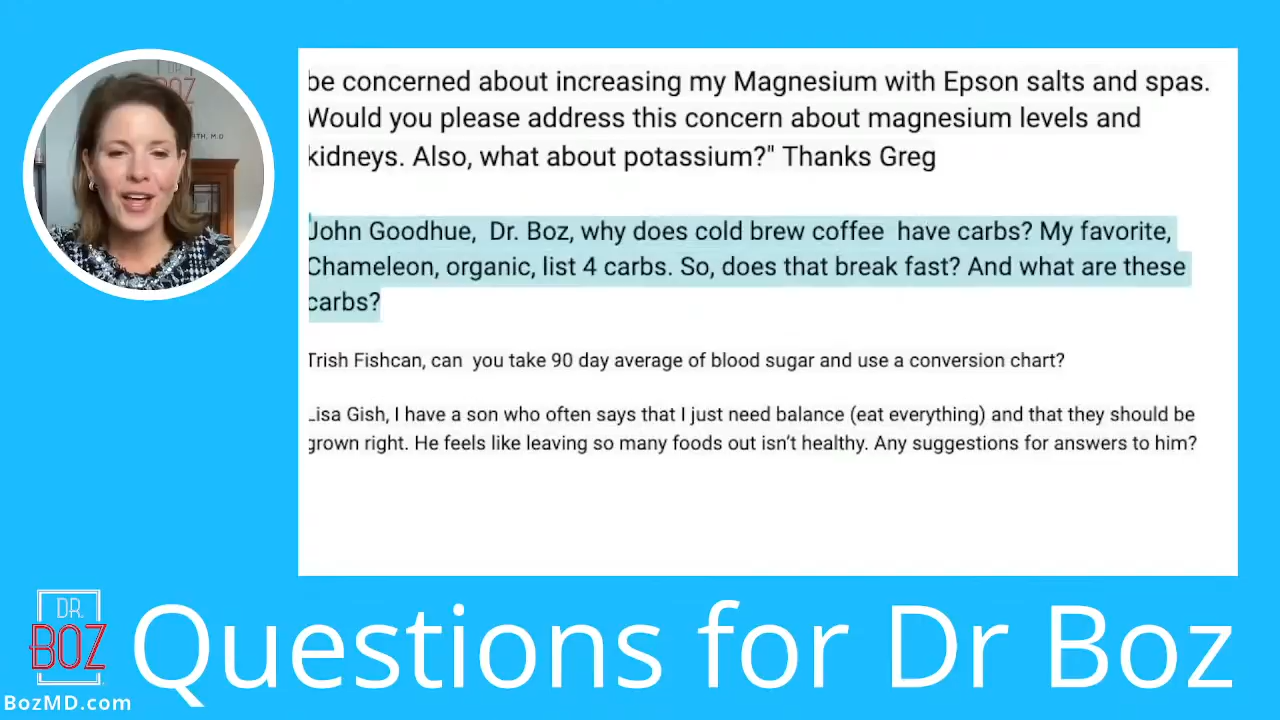 DR.
BOZ
RTH, M.D
be concerned about increasing my Magnesium with Epson salts and spas.
Would you please address this concern about magnesium levels and
kidneys. Also, what about potassium?" Thanks Greg
John Goodhue,  Dr. Boz, why does cold brew coffee  have carbs? My favorite,
Chameleon, organic, list 4 carbs. So, does that break fast? And what are these
carbs?
Trish Fishcan, can  you take 90 day average of blood sugar and use a conversion chart?
Lisa Gish, I have a son who often says that I just need balance (eat everything) and that they should be
grown right. He feels like leaving so many foods out isn’t healthy. Any suggestions for answers to him?
DR.
BOZ
Questions for Dr Boz
BozMD.com